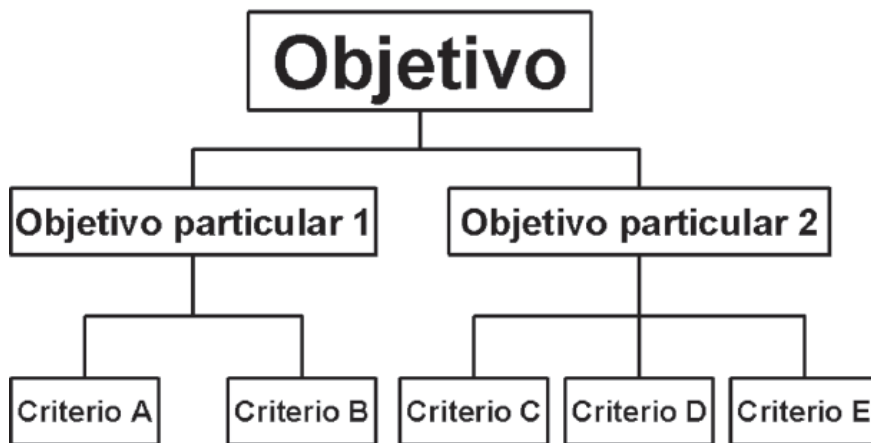 Objetivo
Objetivo particular 1
Objetivo particular 2
Criterio A
Criterio B
Criterio C
Criterio D
Criterio E